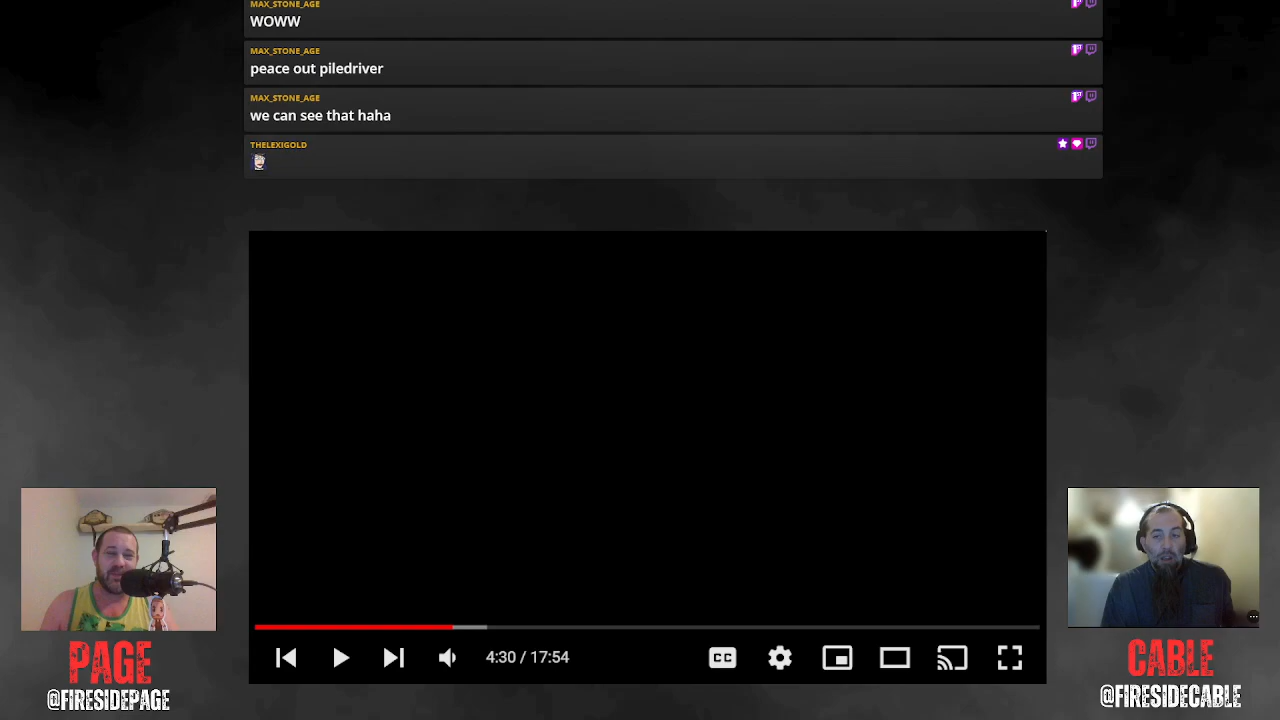 MAX_STONE_AGE
WOWW
MAX_STONE_AGE
peace out piledriver
MAX_STONE_AGE
we can see that haha
THELEXIGOLD
4:30 / 17:54
CC
PAGE
@FIRESIDEPAGE
CABLE
@FIRESIDECABLE